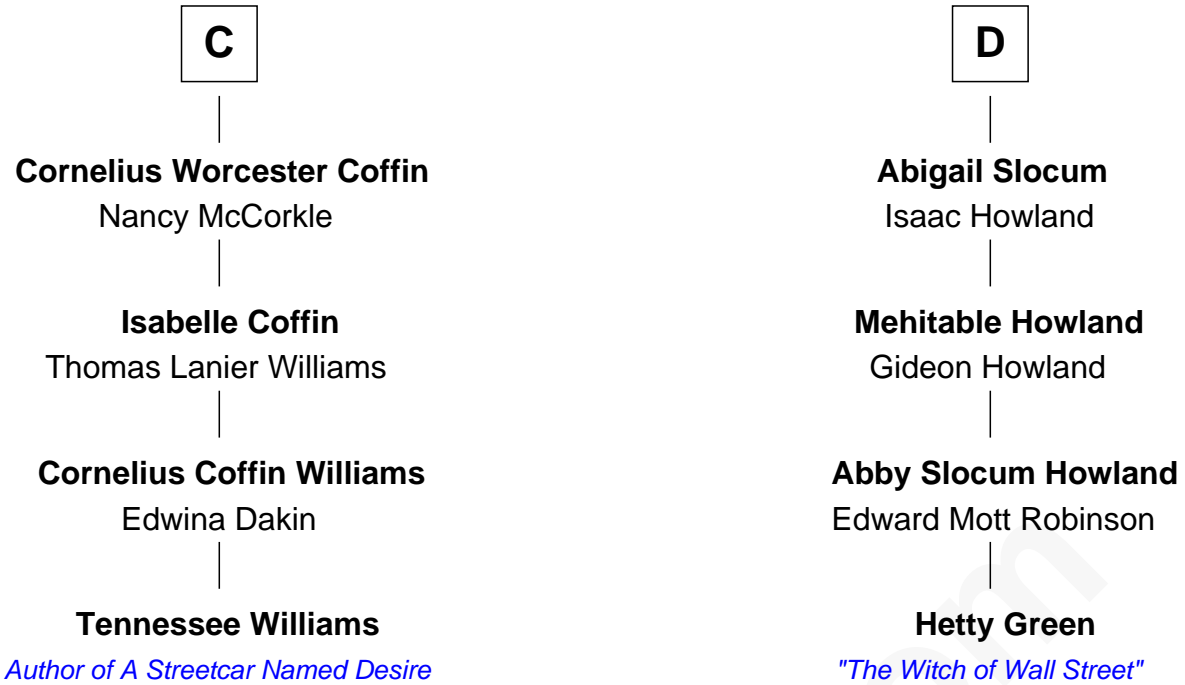 C
Cornelius Worcester Coffin
Nancy McCorkle
Isabelle Coffin
Thomas Lanier Williams
Cornelius Coffin Williams
Edwina Dakin
Tennessee Williams
Author of A Streetcar Named Desire
D
Abigail Slocum
Isaac Howland
Mehitable Howland
Gideon Howland
Abby Slocum Howland
Edward Mott Robinson
Hetty Green
"The Witch of Wall Street"